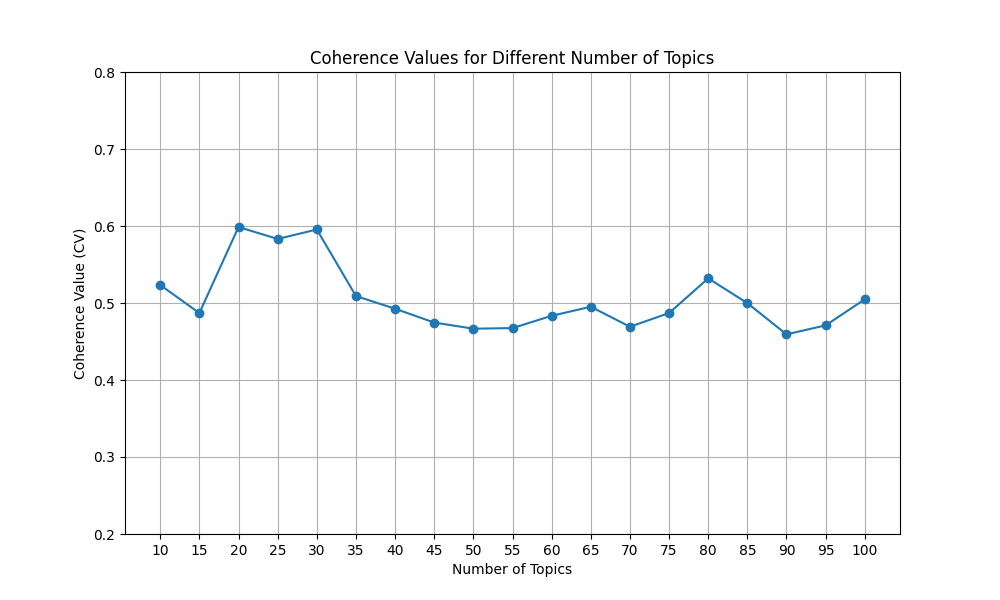 Coherence Values for Different Number of Topics
0.8
0.7
0.6
0.5
0.4
0.3
0.2
Coherence Value (CV)
10 15 20 25 30 35 40 45 50 55 60 65 70 75 80 85 90 95 100
Number of Topics